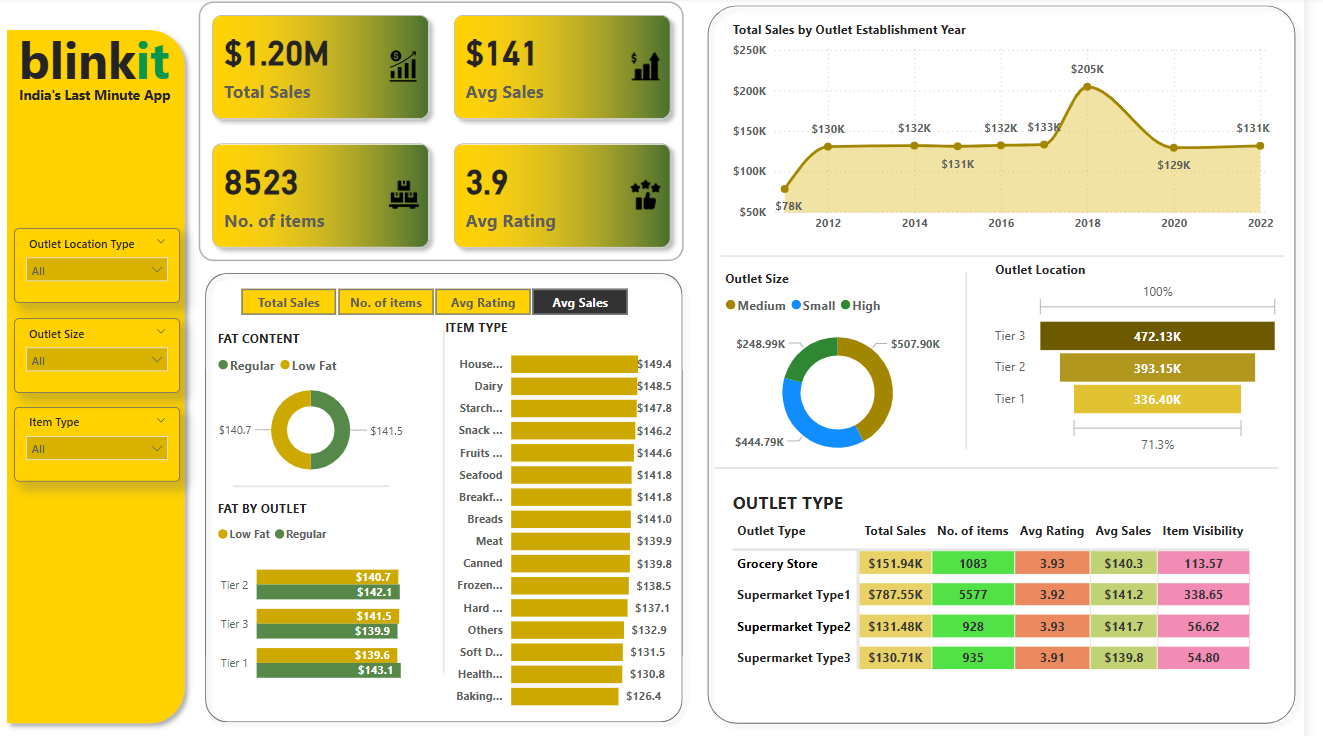 blinkit
India's Last Minute App
Outlet Location Type
All
Outlet Size
All
Item Type
All
$1.20M
Total Sales
$141
Avg Sales
8523
No. of items
3.9
Avg Rating
Total Sales No. of items Avg Rating Avg Sales
FAT CONTENT
Regular Low Fat
$140.7 $141.5
FAT BY OUTLET
Low Fat Regular
Tier 2 $140.7
$142.1
Tier 3 $141.5
$139.9
Tier 1 $139.6
$143.1
ITEM TYPE
House... $149.4
Dairy $148.5
Starch... $147.8
Snack ... $146.2
Fruits ... $144.6
Seafood $141.8
Breakf... $141.8
Breads $141.0
Meat $139.9
Canned $139.8
Frozen... $138.5
Hard ... $137.1
Others $132.9
Soft D... $131.5
Health... $130.8
Baking... $126.4
Total Sales by Outlet Establishment Year
$250K
$200K
$150K
$100K
$50K
$78K
$130K
$132K
$131K
$132K
$133K
$205K
$129K
$131K
2012 2014 2016 2018 2020 2022
Outlet Size
Medium Small High
$248.99K $507.90K
$444.79K
Outlet Location
100%
Tier 3 472.13K
Tier 2 393.15K
Tier 1 336.40K
71.3%
OUTLET TYPE
Outlet Type Total Sales No. of items Avg Rating Avg Sales Item Visibility
Grocery Store $151.94K 1083 3.93 $140.3 113.57
Supermarket Type1 $787.55K 5577 3.92 $141.2 338.65
Supermarket Type2 $131.48K 928 3.93 $141.7 56.62
Supermarket Type3 $130.71K 935 3.91 $139.8 54.80